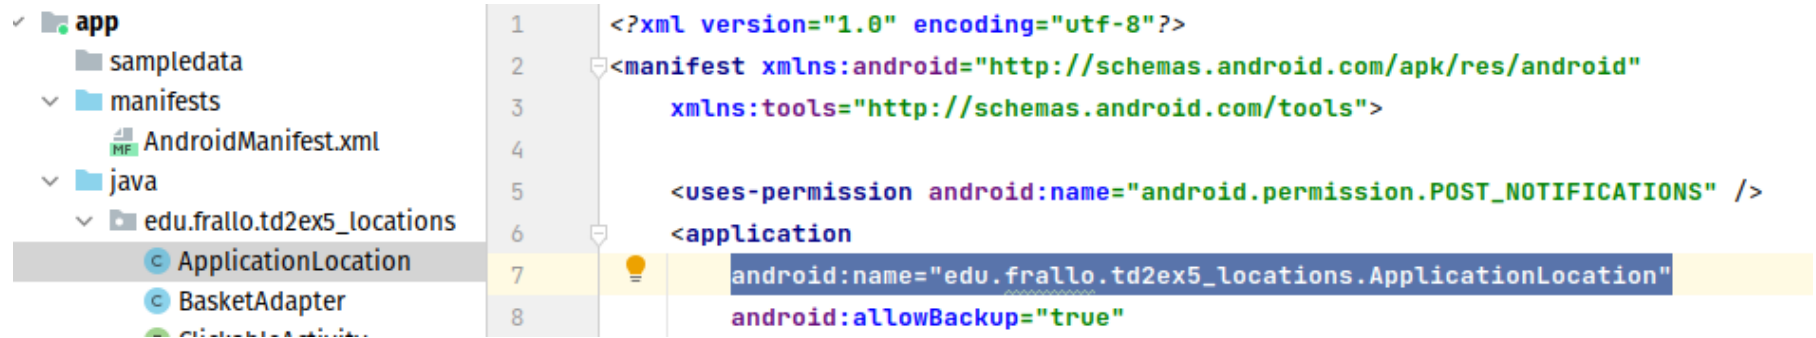 app
sampledata
manifests
MF AndroidManifest.xml
java
edu.frallo.td2ex5_locations
C ApplicationLocation
C BasketAdapter
1 <?xml version="1.0" encoding="utf-8"?>
2 <manifest xmlns:android="http://schemas.android.com/apk/res/android"
3 xmlns:tools="http://schemas.android.com/tools">
4
5 <uses-permission android:name="android.permission.POST_NOTIFICATIONS" />
6 <application
7 android:name="edu.frallo.td2ex5_locations.ApplicationLocation"
8 android:allowBackup="true"